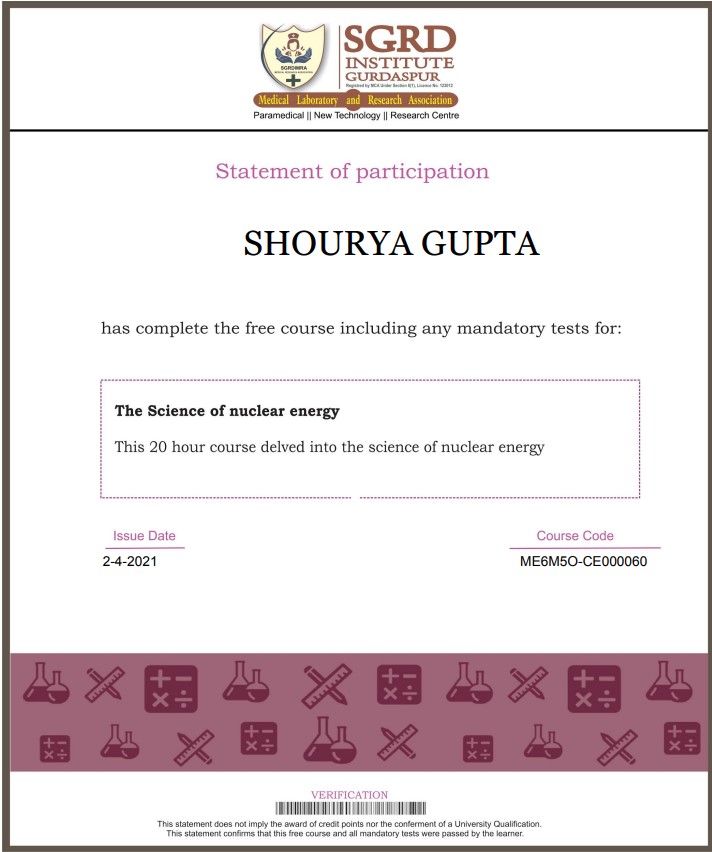 SGRDIMRA
MEDICAL RESEARCH ASSOCIATION
SGRD
INSTITUTE
GURDASPUR
Registered by MCA Under Section 8(1), Licence No. 123012
Medical Laboratory and Research Association
Paramedical || New Technology || Research Centre
Statement of participation
SHOURYA GUPTA
has complete the free course including any mandatory tests for:
The Science of nuclear energy
This 20 hour course delved into the science of nuclear energy
Issue Date
Course Code
2-4-2021
ME6M5O-CE000060
VERIFICATION
This statement does not imply the award of credit points nor the conferment of a University Qualification.
This statement confirms that this free course and all mandatory tests were passed by the learner.